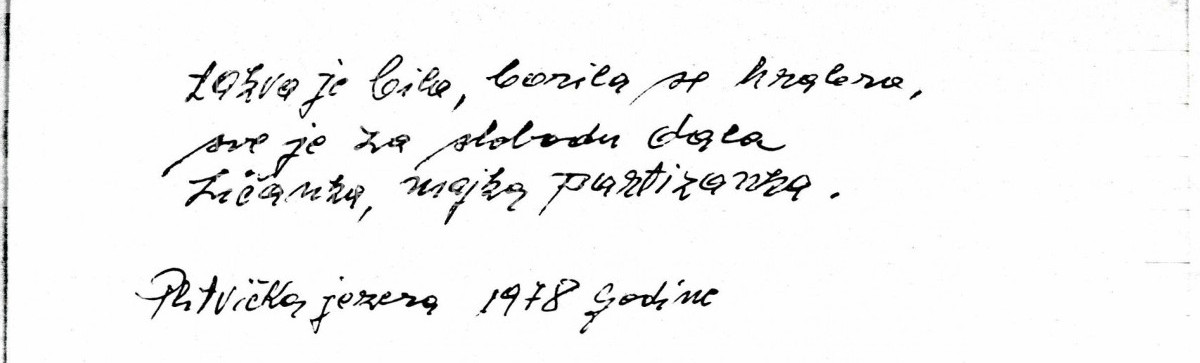 takva je bila, borila se hrabro,
sve je za slobodu dala
Ličanka, majka partizanka.
Plitvička jezera 1978 godine